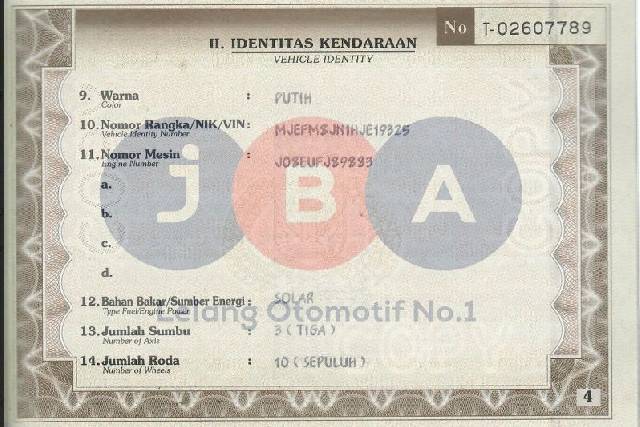 No T-02607789
II. IDENTITAS KENDARAAN
VEHICLE IDENTITY
9. Warna : PUTIH
Color
10. Nomor Rangka/NIK/VIN: MJEFM8JN1HJE19325
Vehicle Identity Number
11. Nomor Mesin : J08EUFJ89883
Engine Number
a.
b.
c.
d.
jBA
12. Bahan Bakar/Sumber Energi : SOLAR
Type Fuel/Engine Power
Lelang Otomotif No.1
13. Jumlah Sumbu : 3 ( TIGA )
Number of Axis
14. Jumlah Roda : 10 ( SEPULUH )
Number of Wheels
4